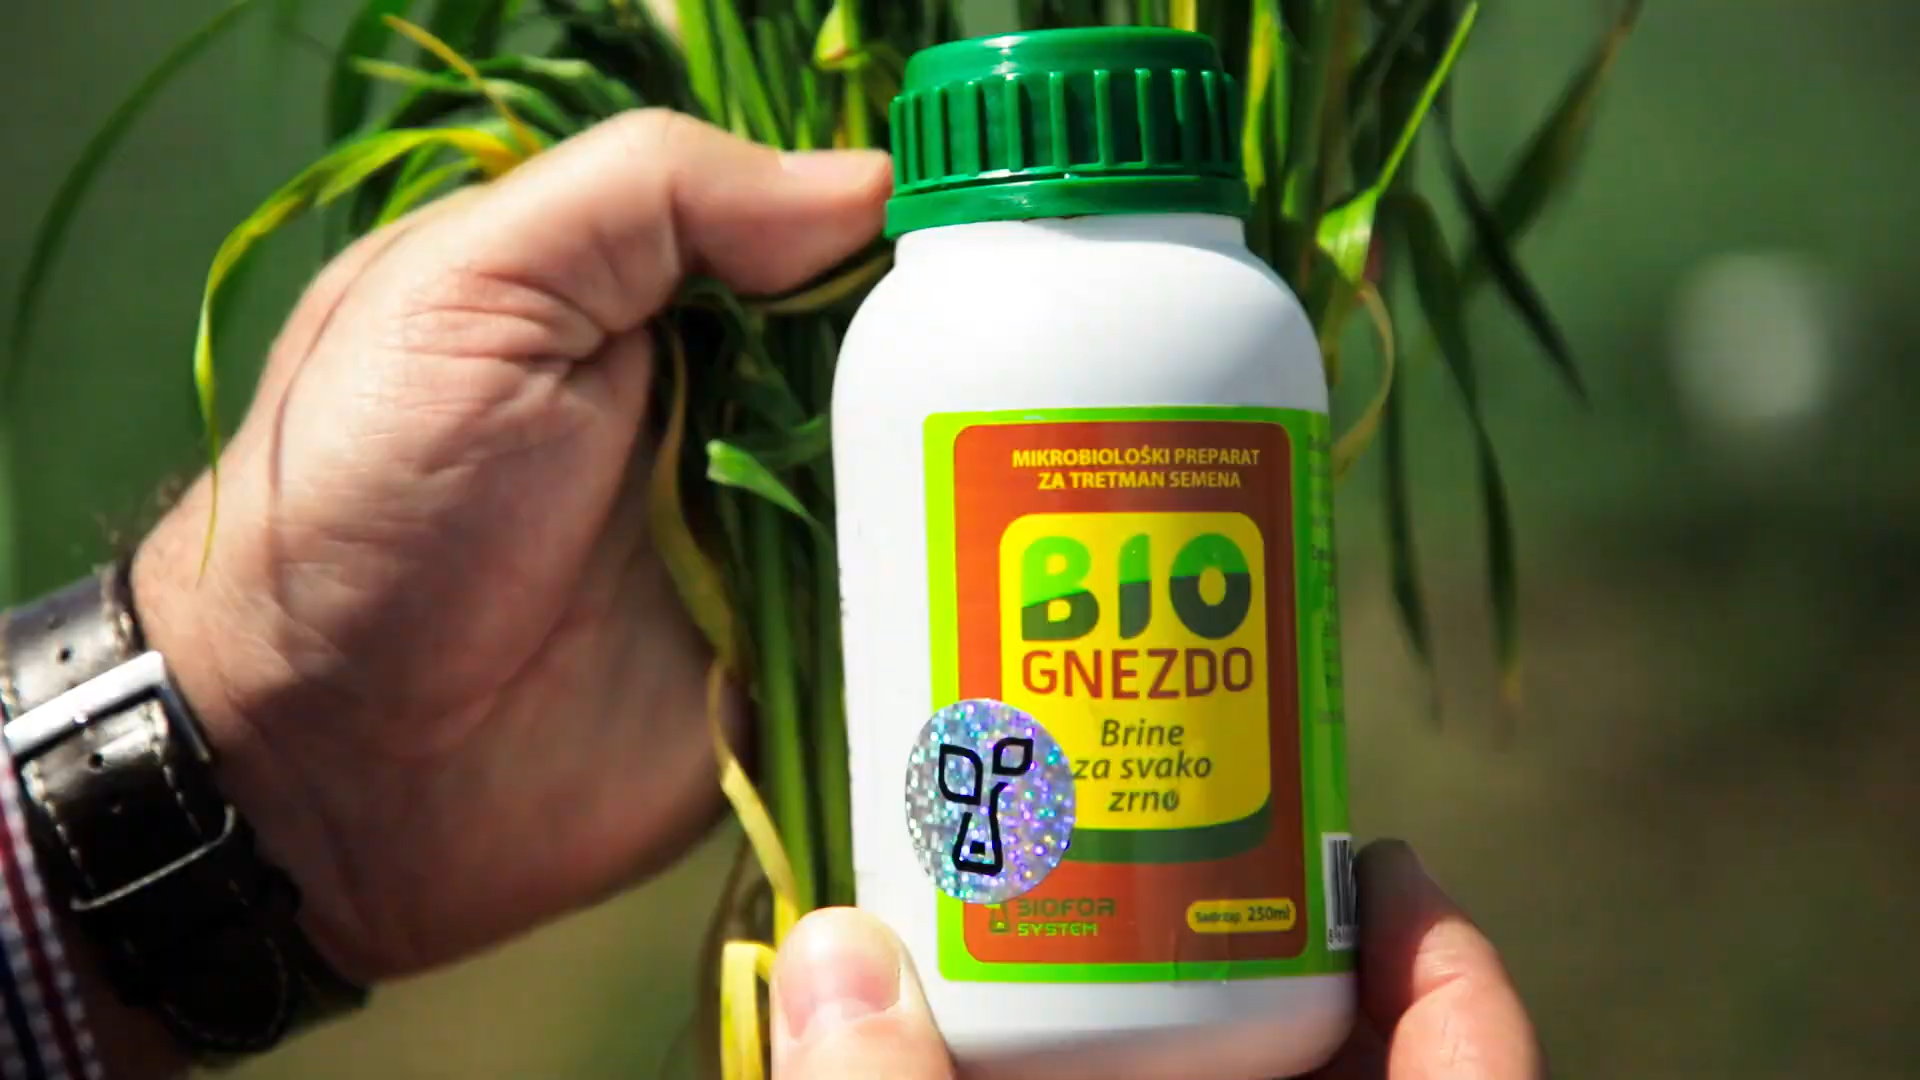 MIKROBIOLOŠKI PREPARAT
ZA TRETMAN SEMENA
BIO
GNEZDO
Brine
za svako
zrno
BIOFOR
SYSTEM
Sadržaj: 250ml